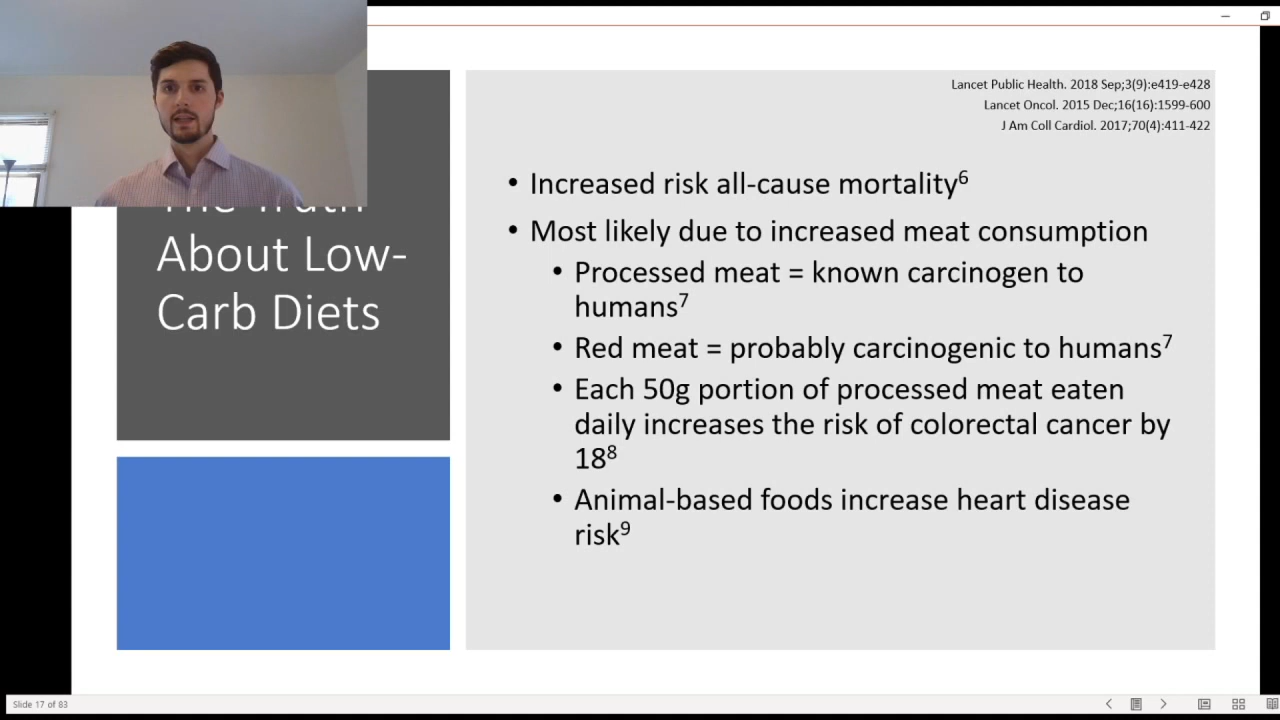 The Truth
About Low-
Carb Diets
Lancet Public Health. 2018 Sep;3(9):e419-e428
Lancet Oncol. 2015 Dec;16(16):1599-600
J Am Coll Cardiol. 2017;70(4):411-422
• Increased risk all-cause mortality⁶
• Most likely due to increased meat consumption
• Processed meat = known carcinogen to
humans⁷
• Red meat = probably carcinogenic to humans⁷
• Each 50g portion of processed meat eaten
daily increases the risk of colorectal cancer by
18⁸
• Animal-based foods increase heart disease
risk⁹
Slide 17 of 83